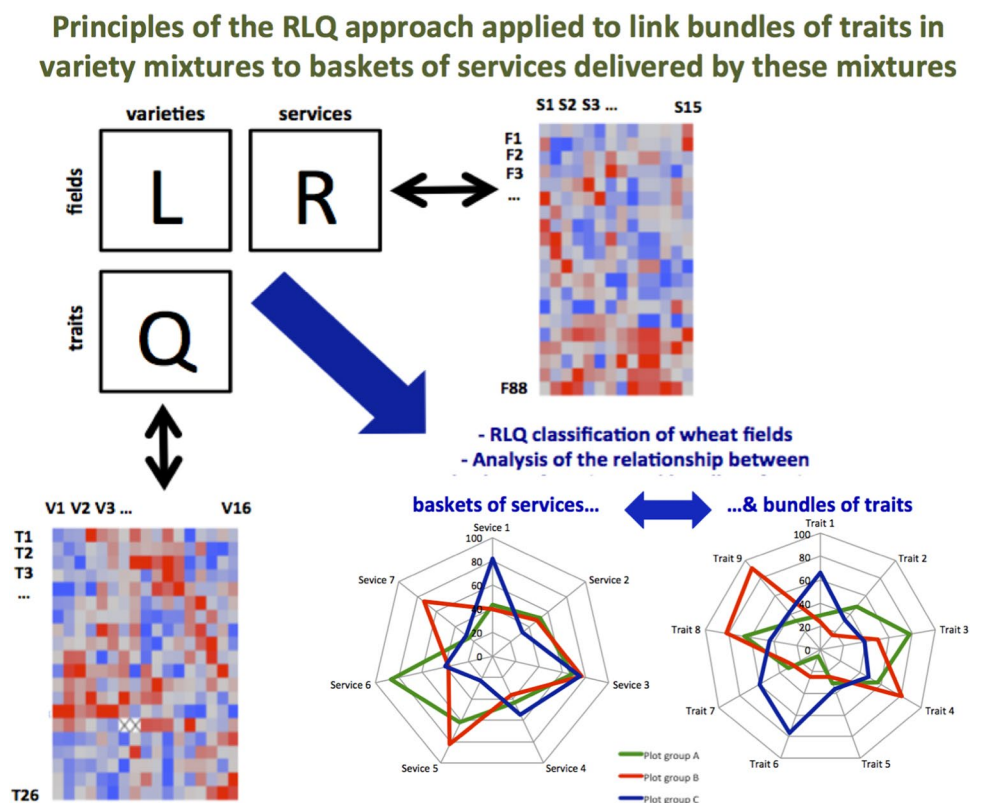 Principles of the RLQ approach applied to link bundles of traits in
variety mixtures to baskets of services delivered by these mixtures
varieties
services
fields
L
R
traits
Q
S1 S2 S3 ...
S15
F1
F2
F3
...
F88
- RLQ classification of wheat fields
- Analysis of the relationship between
V1 V2 V3 ...
V16
T1
T2
T3
...
T26
baskets of services...
...& bundles of traits
Sevice 1
100
80
60
40
20
0
Sevice 2
Sevice 3
Service 4
Sevice 5
Service 6
Sevice 7
Trait 1
100
80
60
40
20
0
Trait 2
Trait 3
Trait 4
Trait 5
Trait 6
Trait 7
Trait 8
Trait 9
Plot group A
Plot group B
Plot group C